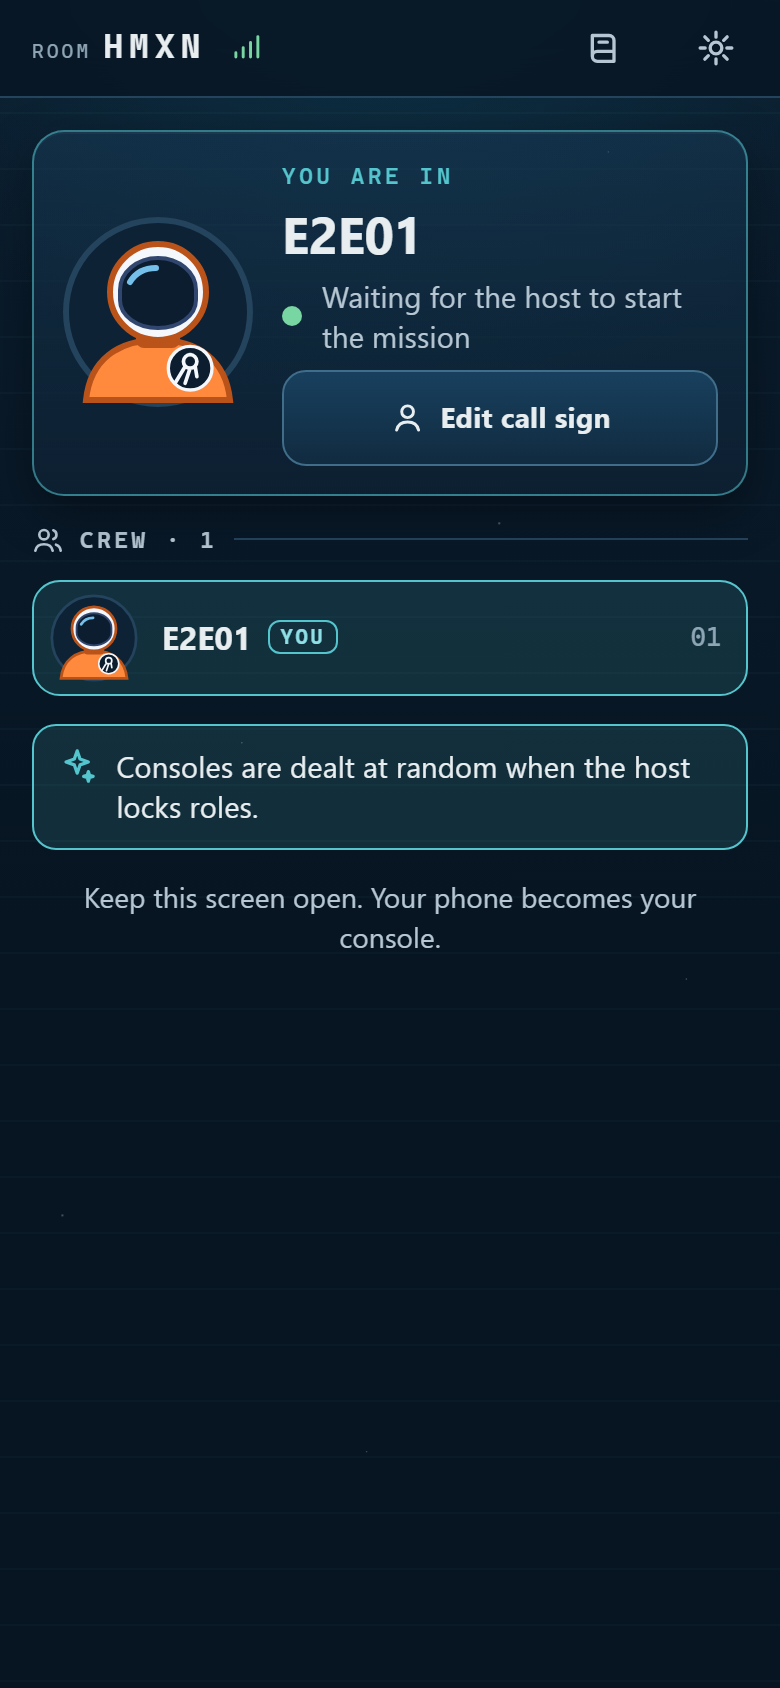 ROOM HMXN
YOU ARE IN
E2E01
Waiting for the host to start
the mission
Edit call sign
CREW · 1
E2E01 YOU 01
Consoles are dealt at random when the host
locks roles.
Keep this screen open. Your phone becomes your
console.